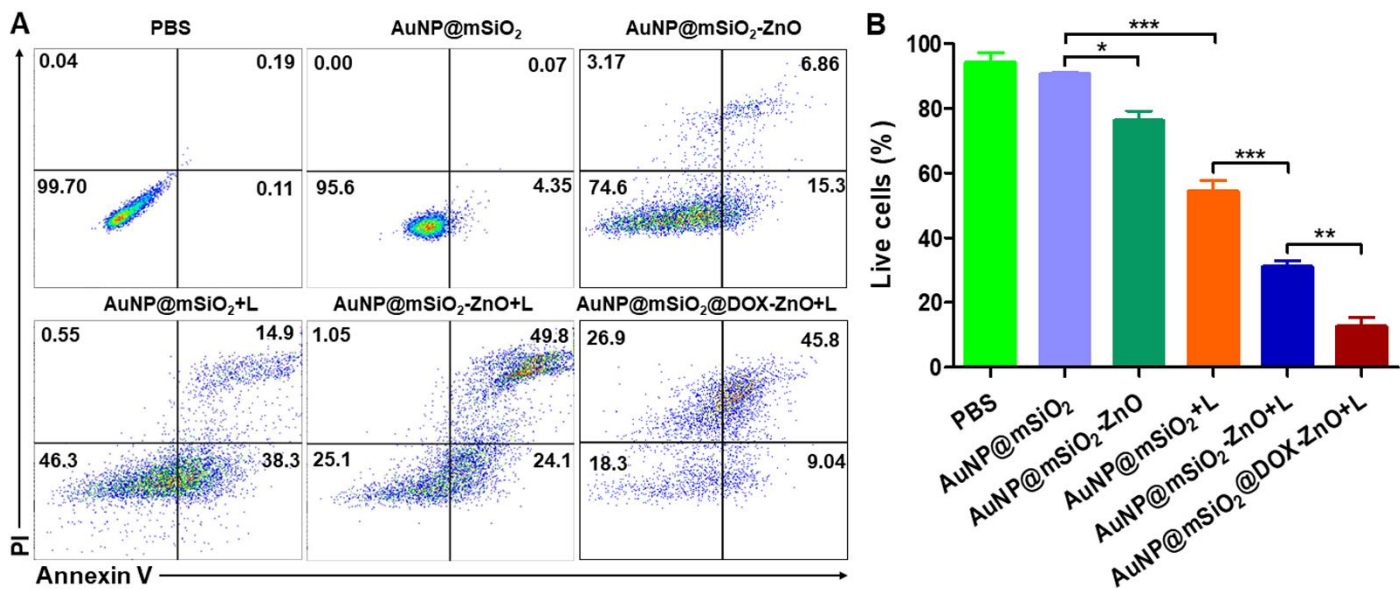 A
PBS
AuNP@mSiO₂
AuNP@mSiO₂-ZnO
0.04
0.19
0.00
0.07
3.17
6.86
99.70
0.11
95.6
4.35
74.6
15.3
AuNP@mSiO₂+L
AuNP@mSiO₂-ZnO+L
AuNP@mSiO₂@DOX-ZnO+L
0.55
14.9
1.05
49.8
26.9
45.8
46.3
38.3
25.1
24.1
18.3
9.04
PI
Annexin V
B
Live cells (%)
100
80
60
40
20
0
***
*
***
**
PBS
AuNP@mSiO₂
AuNP@mSiO₂-ZnO
AuNP@mSiO₂+L
AuNP@mSiO₂-ZnO+L
AuNP@mSiO₂@DOX-ZnO+L